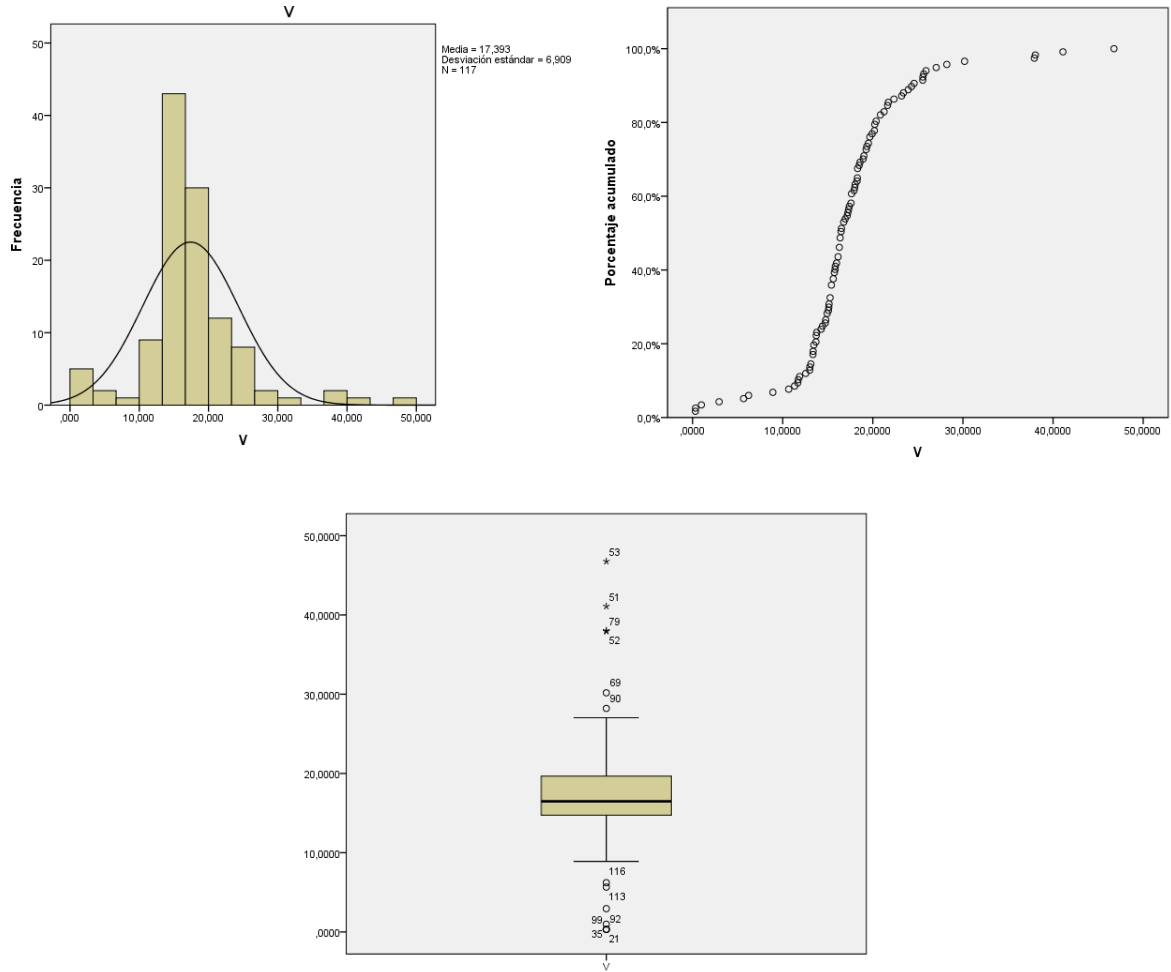 V
Media = 17,393
Desviación estándar = 6,909
N = 117
Frecuencia
50
40
30
20
10
0
,000 10,000 20,000 30,000 40,000 50,000
V
Porcentaje acumulado
100,0%
80,0%
60,0%
40,0%
20,0%
0,0%
,0000 10,0000 20,0000 30,0000 40,0000 50,0000
V
50,0000
40,0000
30,0000
20,0000
10,0000
,0000
53
51
79
52
69
90
116
113
99 92
35 21
V